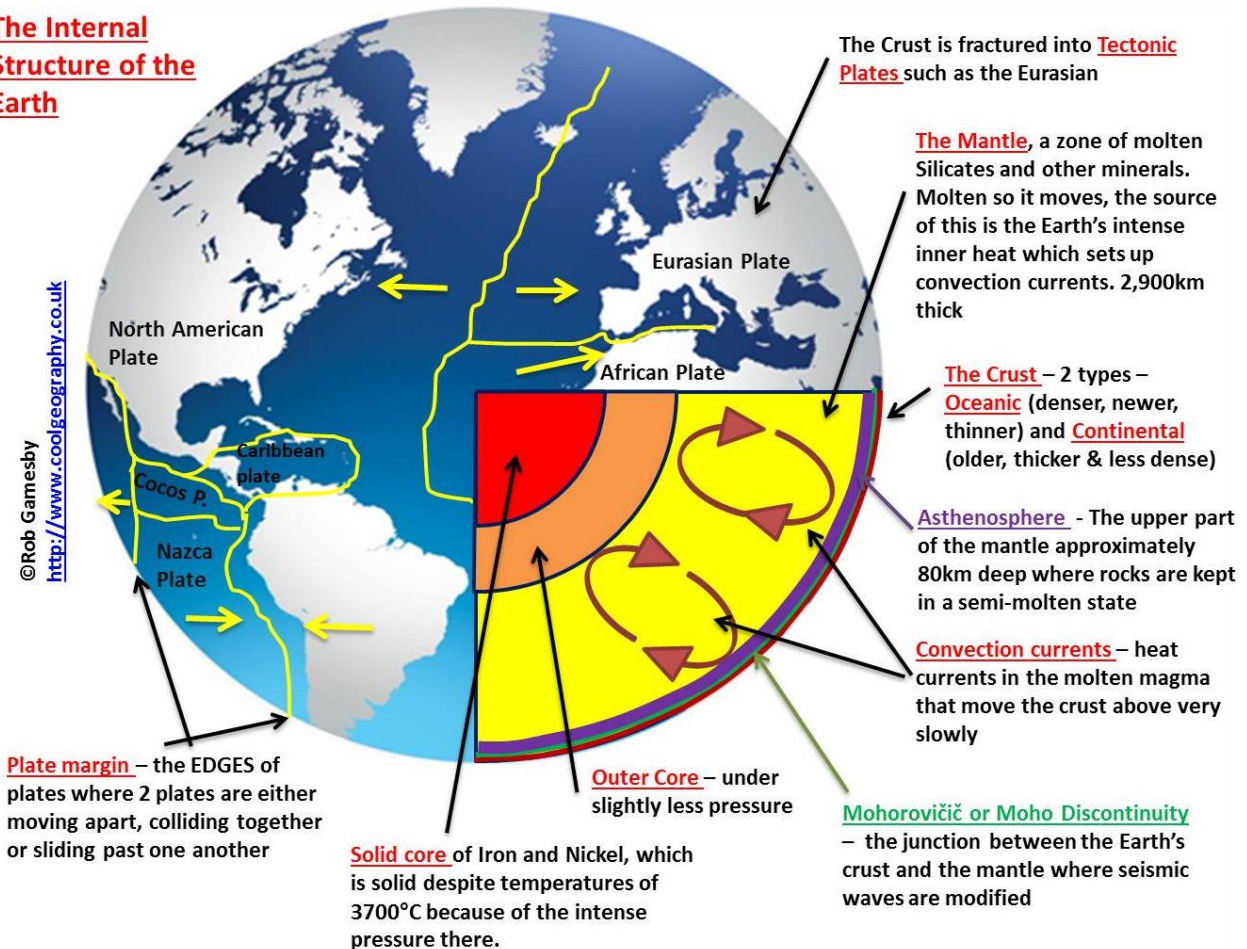 The Internal
Structure of the
Earth
The Crust is fractured into Tectonic
Plates such as the Eurasian
The Mantle, a zone of molten
Silicates and other minerals.
Molten so it moves, the source
of this is the Earth's intense
inner heat which sets up
convection currents. 2,900km
thick
Eurasian Plate
North American
Plate
African Plate
The Crust – 2 types –
Oceanic (denser, newer,
thinner) and Continental
(older, thicker & less dense)
Caribbean
plate
Cocos P.
Nazca
Plate
©Rob Gamesby
http://www.coolgeography.co.uk
Asthenosphere - The upper part
of the mantle approximately
80km deep where rocks are kept
in a semi-molten state
Convection currents – heat
currents in the molten magma
that move the crust above very
slowly
Plate margin – the EDGES of
plates where 2 plates are either
moving apart, colliding together
or sliding past one another
Outer Core – under
slightly less pressure
Solid core of Iron and Nickel, which
is solid despite temperatures of
3700°C because of the intense
pressure there.
Mohorovičič or Moho Discontinuity
– the junction between the Earth's
crust and the mantle where seismic
waves are modified